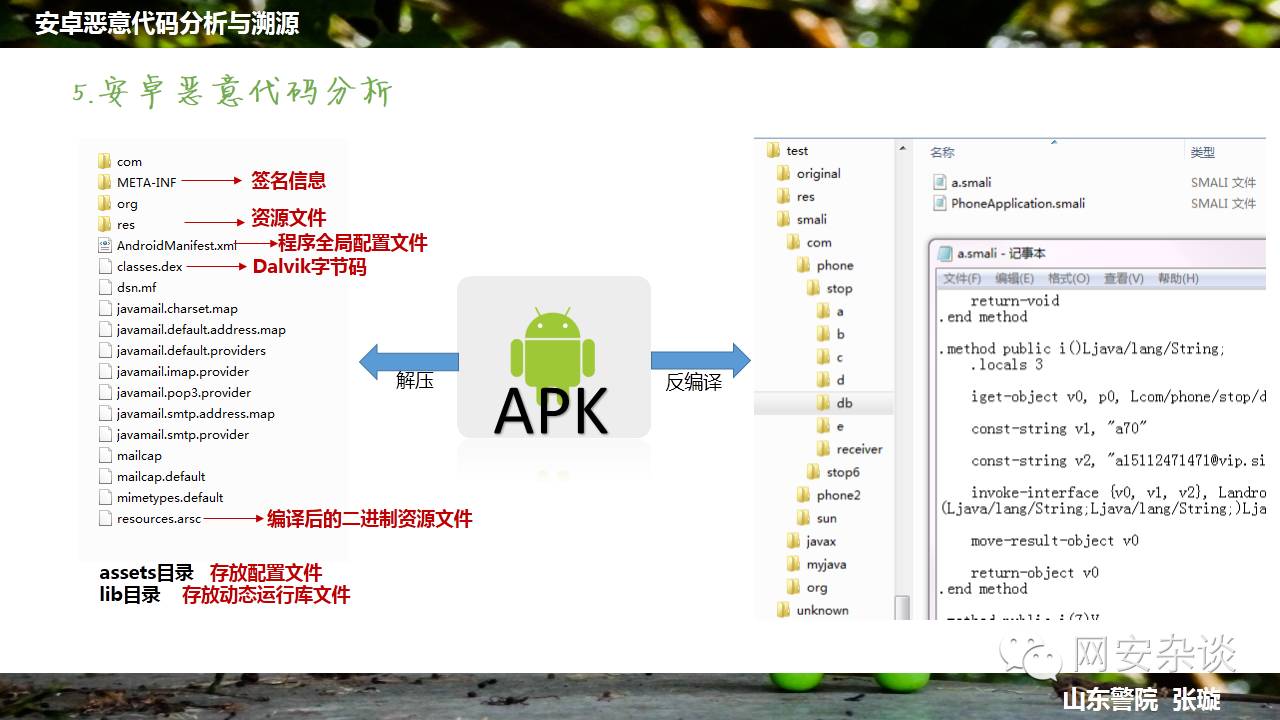 安卓恶意代码分析与溯源
5.安卓恶意代码分析
com
META-INF
签名信息
org
res
资源文件
AndroidManifest.xml
程序全局配置文件
classes.dex
Dalvik字节码
dsn.mf
javamail.charset.map
javamail.default.address.map
javamail.default.providers
javamail.imap.provider
javamail.pop3.provider
javamail.smtp.address.map
javamail.smtp.provider
mailcap
mailcap.default
mimetypes.default
resources.arsc
编译后的二进制资源文件
assets目录 存放配置文件
lib目录 存放动态运行库文件
解压
APK
反编译
test
original
res
smali
com
phone
stop
a
b
c
d
db
e
receiver
stop6
phone2
sun
javax
myjava
org
unknown
名称 类型
a.smali SMALI 文件
PhoneApplication.smali SMALI 文件
a.smali - 记事本
文件(F) 编辑(E) 格式(O) 查看(V) 帮助(H)
return-void
.end method
.method public i()Ljava/lang/String;
.locals 3
iget-object v0, p0, Lcom/phone/stop/d
const-string v1, "a70"
const-string v2, "a15112471471@vip.si
invoke-interface {v0, v1, v2}, Landro
(Ljava/lang/String;Ljava/lang/String;)Lja
move-result-object v0
return-object v0
.end method
网安杂谈
山东警院 张璇